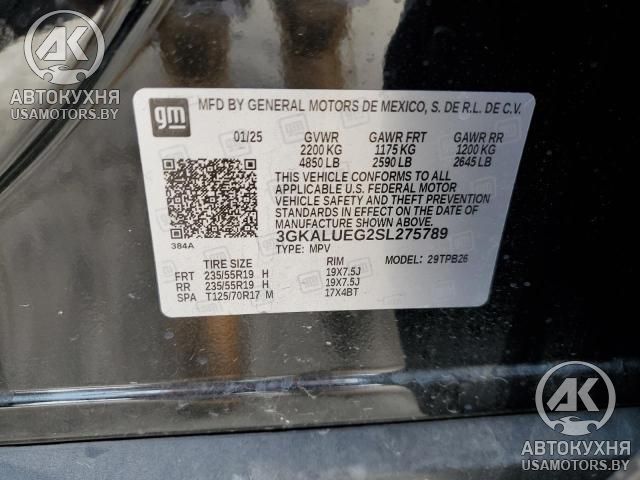 AK
АВТОКУХНЯ
USAMOTORS.BY
gm
MFD BY GENERAL MOTORS DE MEXICO, S. DE R.L. DE C.V.
01/25 GVWR GAWR FRT GAWR RR
2200 KG 1175 KG 1200 KG
4850 LB 2590 LB 2645 LB
THIS VEHICLE CONFORMS TO ALL
APPLICABLE U.S. FEDERAL MOTOR
VEHICLE SAFETY AND THEFT
PREVENTION STANDARDS IN EFFECT
ON THE DATE OF
MANUFACTURE SHOWN ABOVE.
384A
3GKALUEG2SL275789
TYPE: MPV MODEL: 29TPB26
TIRE SIZE RIM
FRT 235/55R19 H 19X7.5J
RR 235/55R19 H 19X7.5J
SPA T125/70R17 M 17X4BT
AK
АВТОКУХНЯ
USAMOTORS.BY